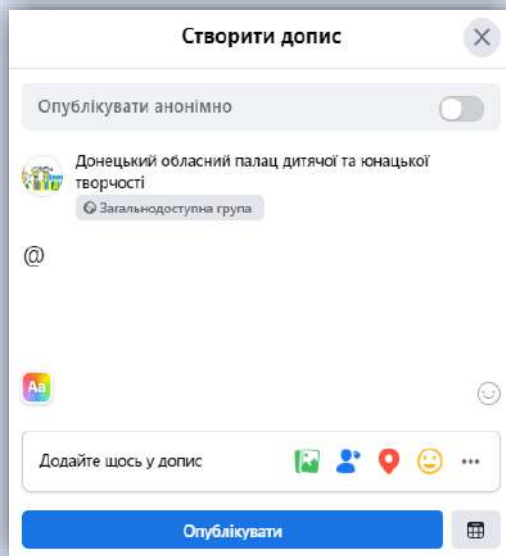 Створити допис
Опублікувати анонімно
Донецький обласний палац дитячої та юнацької
творчості
Загальнодоступна група
@
Aa
Додайте щось у допис
Опублікувати